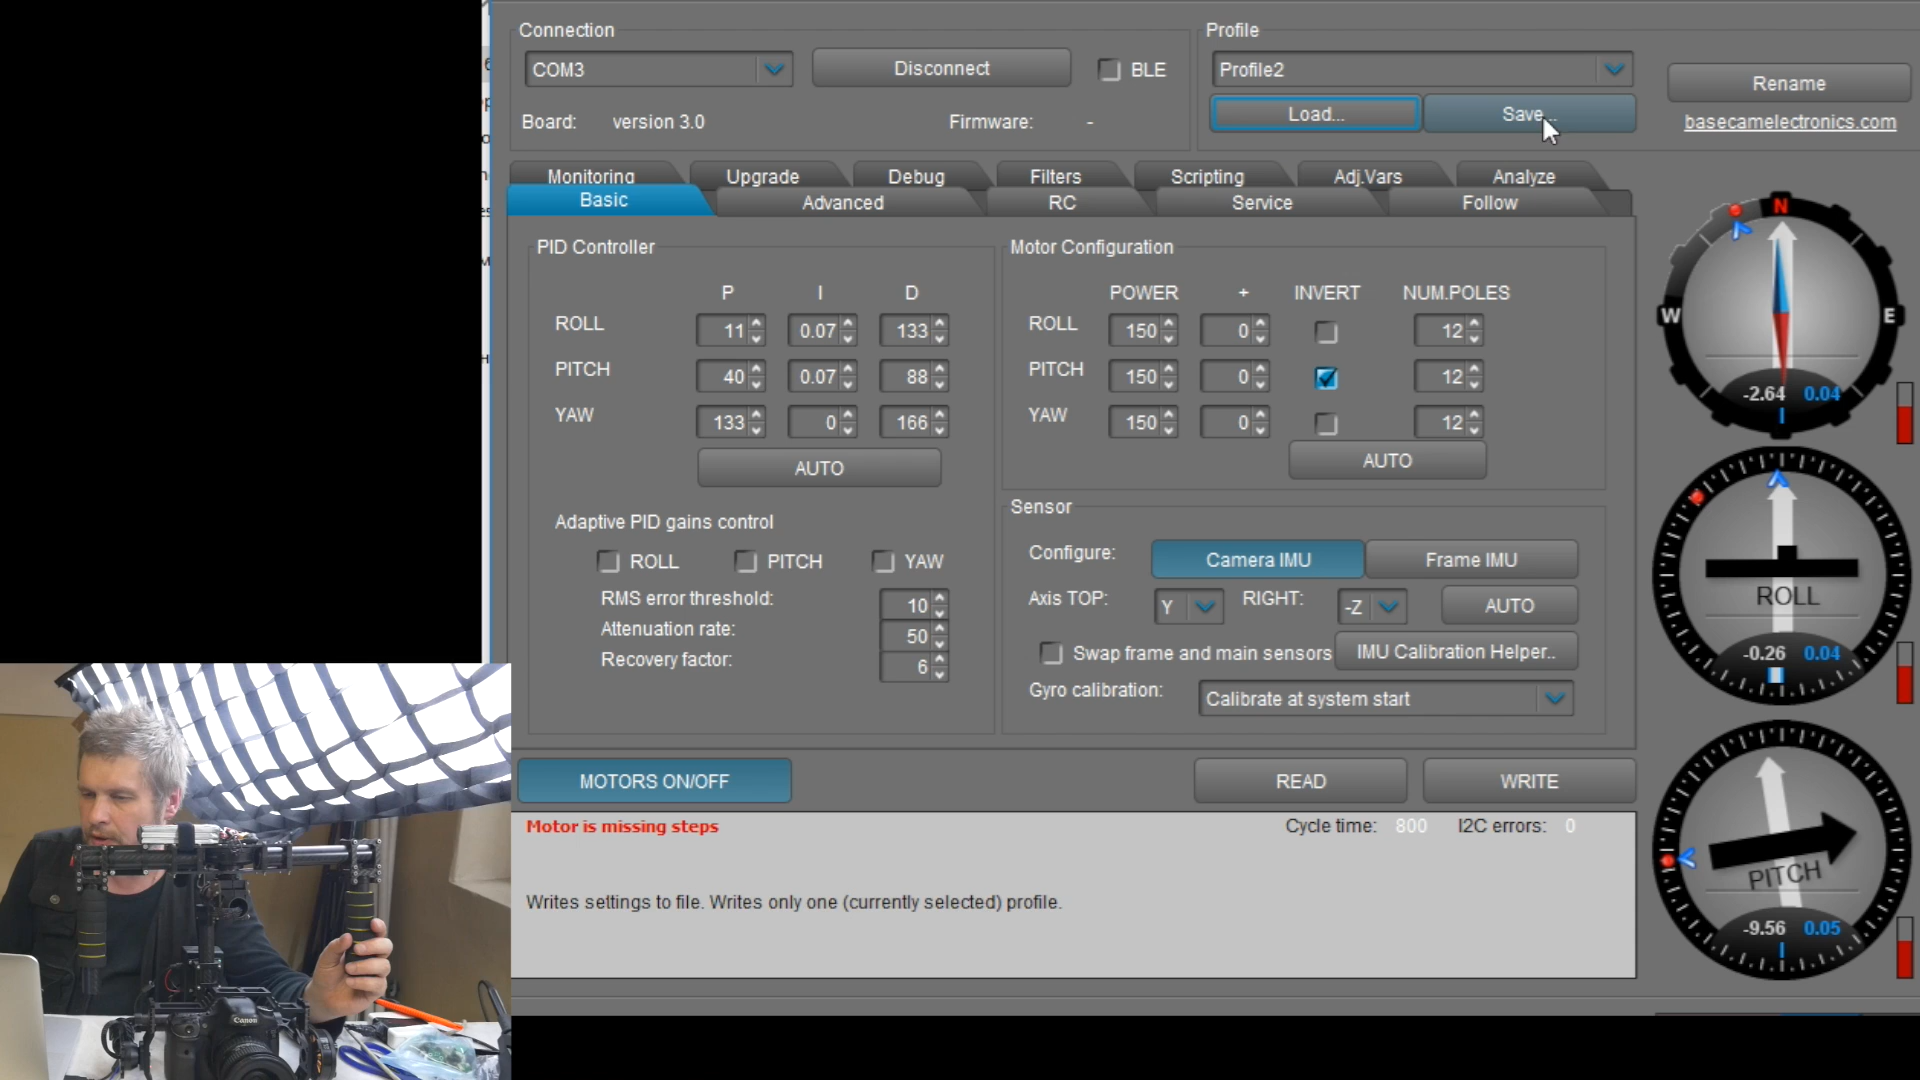 Connection
COM3
Disconnect
BLE
Board: version 3.0 Firmware: -
Profile
Profile2
Load...
Save...
Rename
basecamelectronics.com
Monitoring Upgrade Debug Filters Scripting Adj.Vars Analyze
Basic Advanced RC Service Follow
PID Controller
P I D
ROLL 11 0.07 133
PITCH 40 0.07 88
YAW 133 0 166
AUTO
Adaptive PID gains control
ROLL PITCH YAW
RMS error threshold: 10
Attenuation rate: 50
Recovery factor: 6
Motor Configuration
POWER + INVERT NUM.POLES
ROLL 150 0 12
PITCH 150 0 12
YAW 150 0 12
AUTO
Sensor
Configure: Camera IMU Frame IMU
Axis TOP: Y RIGHT: -Z AUTO
Swap frame and main sensors IMU Calibration Helper..
Gyro calibration: Calibrate at system start
MOTORS ON/OFF READ WRITE
Motor is missing steps
Cycle time: 800 I2C errors: 0
Writes settings to file. Writes only one (currently selected) profile.
N
W E
-2.64 0.04
ROLL
-0.26 0.04
PITCH
-9.56 0.05
Canon